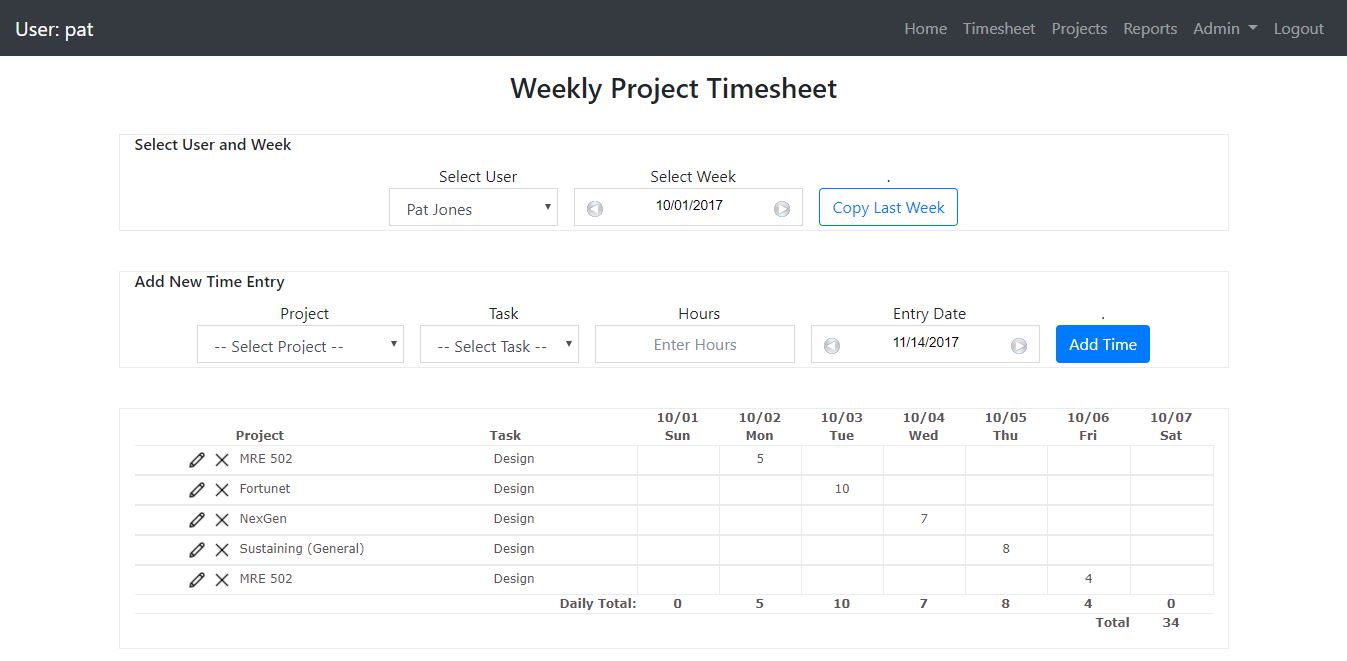 User: pat Home Timesheet Projects Reports Admin Logout
Weekly Project Timesheet
Select User and Week
Select User Select Week .
Pat Jones 10/01/2017 Copy Last Week
Add New Time Entry
Project Task Hours Entry Date .
-- Select Project -- -- Select Task -- Enter Hours 11/14/2017 Add Time
10/01 10/02 10/03 10/04 10/05 10/06 10/07
Project Task Sun Mon Tue Wed Thu Fri Sat
MRE 502 Design 5
Fortunet Design 10
NexGen Design 7
Sustaining (General) Design 8
MRE 502 Design 4
Daily Total: 0 5 10 7 8 4 0
Total 34